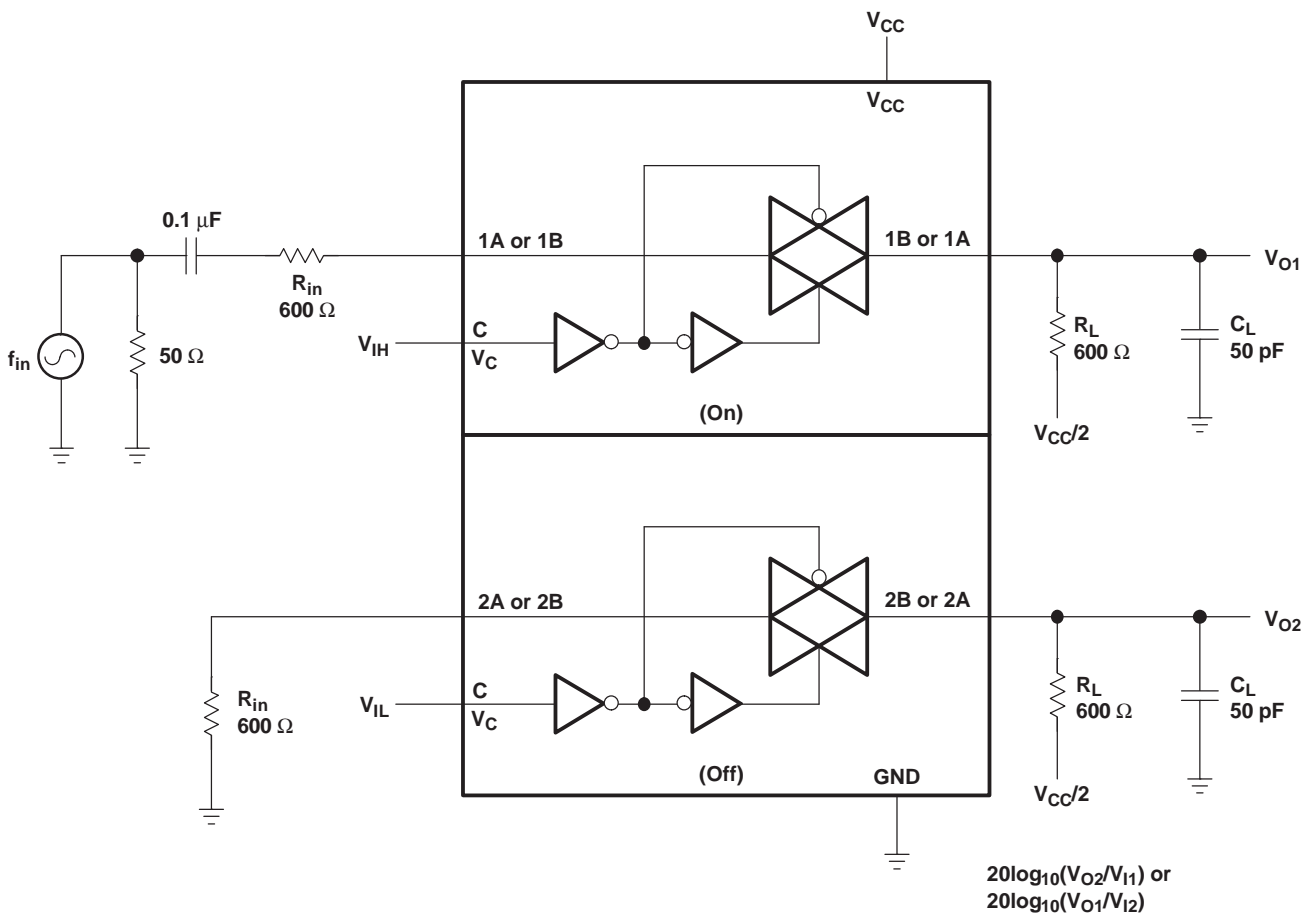 VCC
VCC
0.1 μF
1A or 1B
1B or 1A
VO1
Rin
600 Ω
fin
50 Ω
VIH
C
VC
RL
600 Ω
CL
50 pF
(On)
VCC/2
2A or 2B
2B or 2A
VO2
Rin
600 Ω
VIL
C
VC
RL
600 Ω
CL
50 pF
(Off)
GND
VCC/2
20log10(VO2/VI1) or
20log10(VO1/VI2)